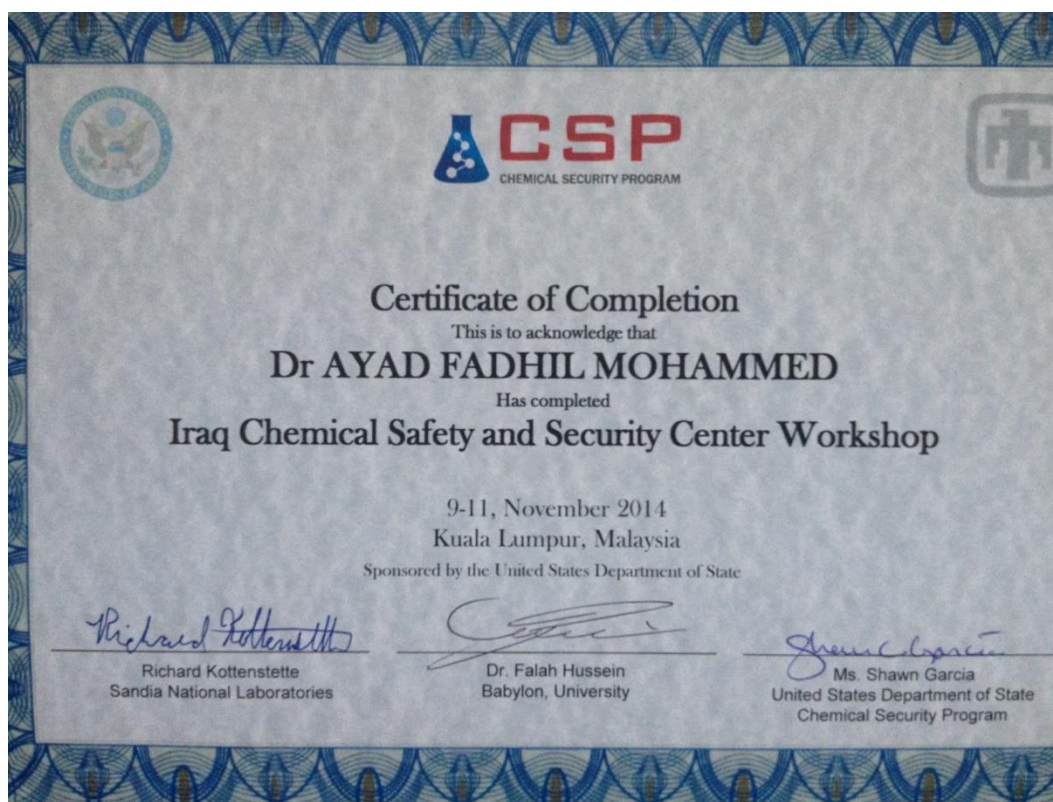 CSP
CHEMICAL SECURITY PROGRAM
Certificate of Completion
This is to acknowledge that
Dr AYAD FADHIL MOHAMMED
Has completed
Iraq Chemical Safety and Security Center Workshop
9-11, November 2014
Kuala Lumpur, Malaysia
Sponsored by the United States Department of State
Richard Kottenstette
Richard Kottenstette
Sandia National Laboratories
Dr. Falah Hussein
Babylon, University
Shawn Garcia
Ms. Shawn Garcia
United States Department of State
Chemical Security Program